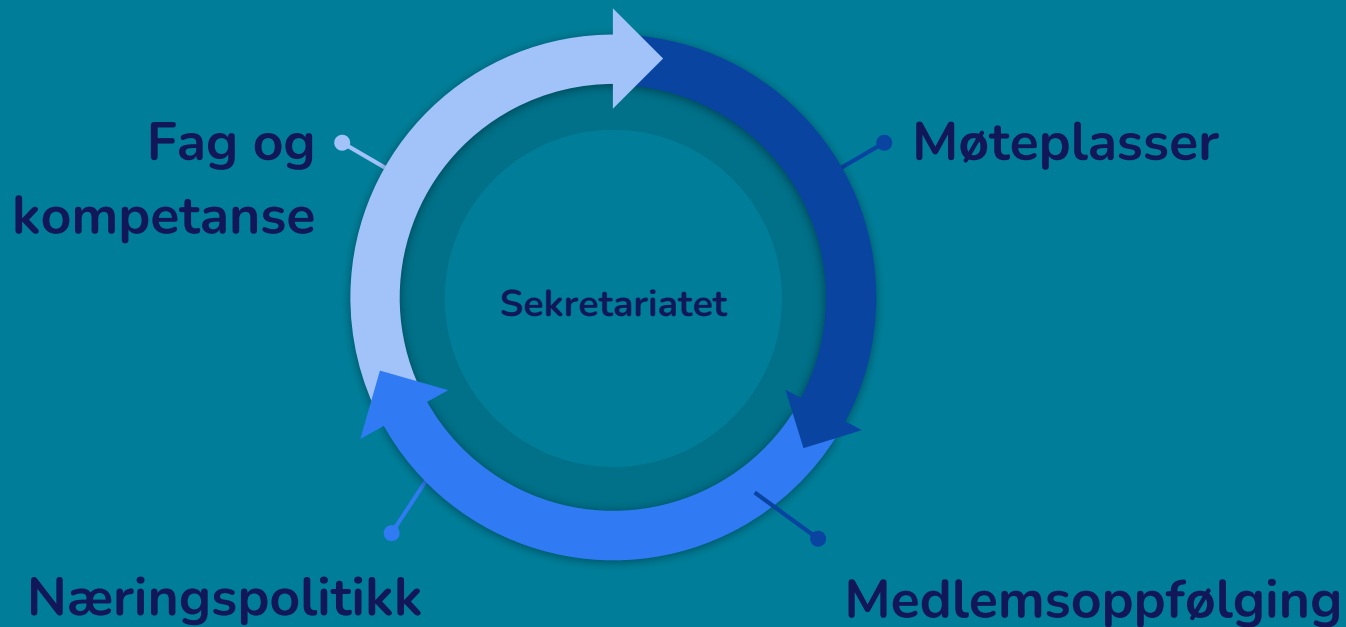 Fag og
kompetanse
Møteplasser
Sekretariatet
Næringspolitikk
Medlemsoppfølging